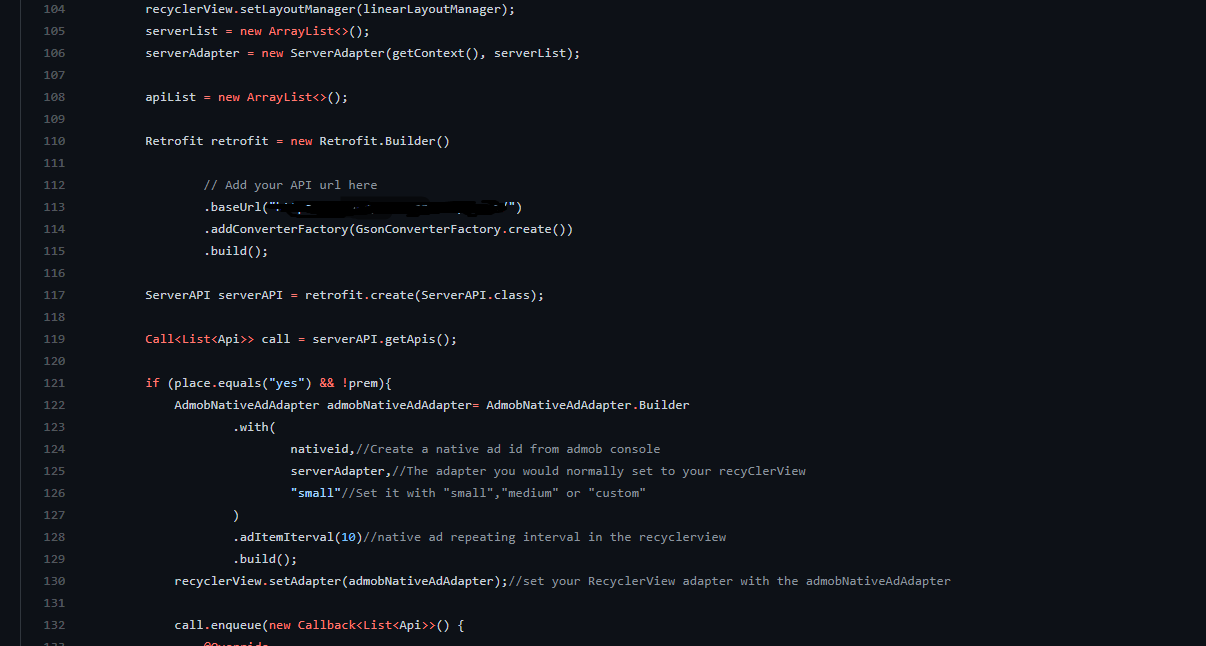 104 recyclerView.setLayoutManager(linearLayoutManager);
105 serverList = new ArrayList<>();
106 serverAdapter = new ServerAdapter(getContext(), serverList);
107
108 apiList = new ArrayList<>();
109
110 Retrofit retrofit = new Retrofit.Builder()
111
112 // Add your API url here
113 .baseUrl("/")
114 .addConverterFactory(GsonConverterFactory.create())
115 .build();
116
117 ServerAPI serverAPI = retrofit.create(ServerAPI.class);
118
119 Call<List<Api>> call = serverAPI.getApis();
120
121 if (place.equals("yes") && !prem){
122 AdmobNativeAdAdapter admobNativeAdAdapter= AdmobNativeAdAdapter.Builder
123 .with(
124 nativeid,//Create a native ad id from admob console
125 serverAdapter,//The adapter you would normally set to your recyClerView
126 "small"//Set it with "small","medium" or "custom"
127 )
128 .adItemIterval(10)//native ad repeating interval in the recyclerview
129 .build();
130 recyclerView.setAdapter(admobNativeAdAdapter);//set your RecyclerView adapter with the admobNativeAdAdapter
131
132 call.enqueue(new Callback<List<Api>>() {
133 @Override